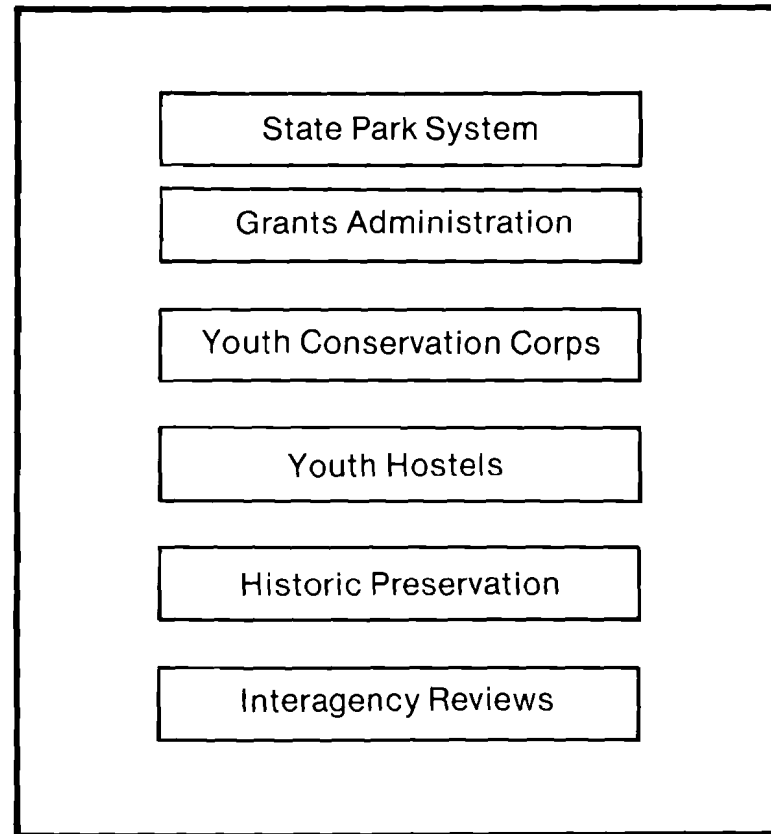 State Park System
Grants Administration
Youth Conservation Corps
Youth Hostels
Historic Preservation
Interagency Reviews